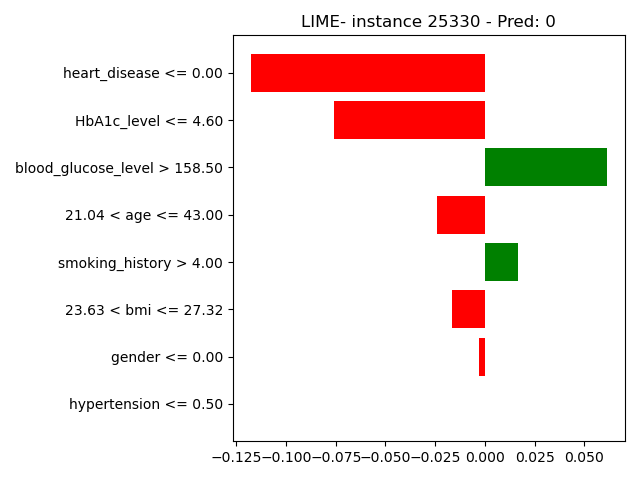 LIME- instance 25330 - Pred: 0
heart_disease <= 0.00
HbA1c_level <= 4.60
blood_glucose_level > 158.50
21.04 < age <= 43.00
smoking_history > 4.00
23.63 < bmi <= 27.32
gender <= 0.00
hypertension <= 0.50
−0.125 −0.100 −0.075 −0.050 −0.025 0.000 0.025 0.050